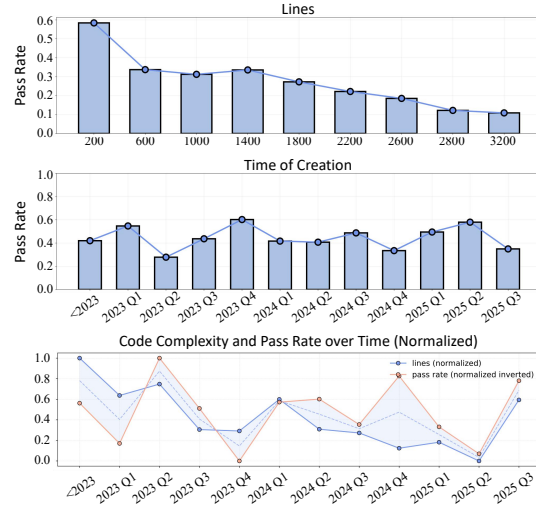 Lines
Pass Rate
0.6
0.5
0.4
0.3
0.2
0.1
0.0
200 600 1000 1400 1800 2200 2600 2800 3200
Time of Creation
Pass Rate
1.0
0.8
0.6
0.4
0.2
0.0
<2023 2023 Q1 2023 Q2 2023 Q3 2023 Q4 2024 Q1 2024 Q2 2024 Q3 2024 Q4 2025 Q1 2025 Q2 2025 Q3
Code Complexity and Pass Rate over Time (Normalized)
1.0
0.8
0.6
0.4
0.2
0.0
lines (normalized)
pass rate (normalized inverted)
<2023 2023 Q1 2023 Q2 2023 Q3 2023 Q4 2024 Q1 2024 Q2 2024 Q3 2024 Q4 2025 Q1 2025 Q2 2025 Q3